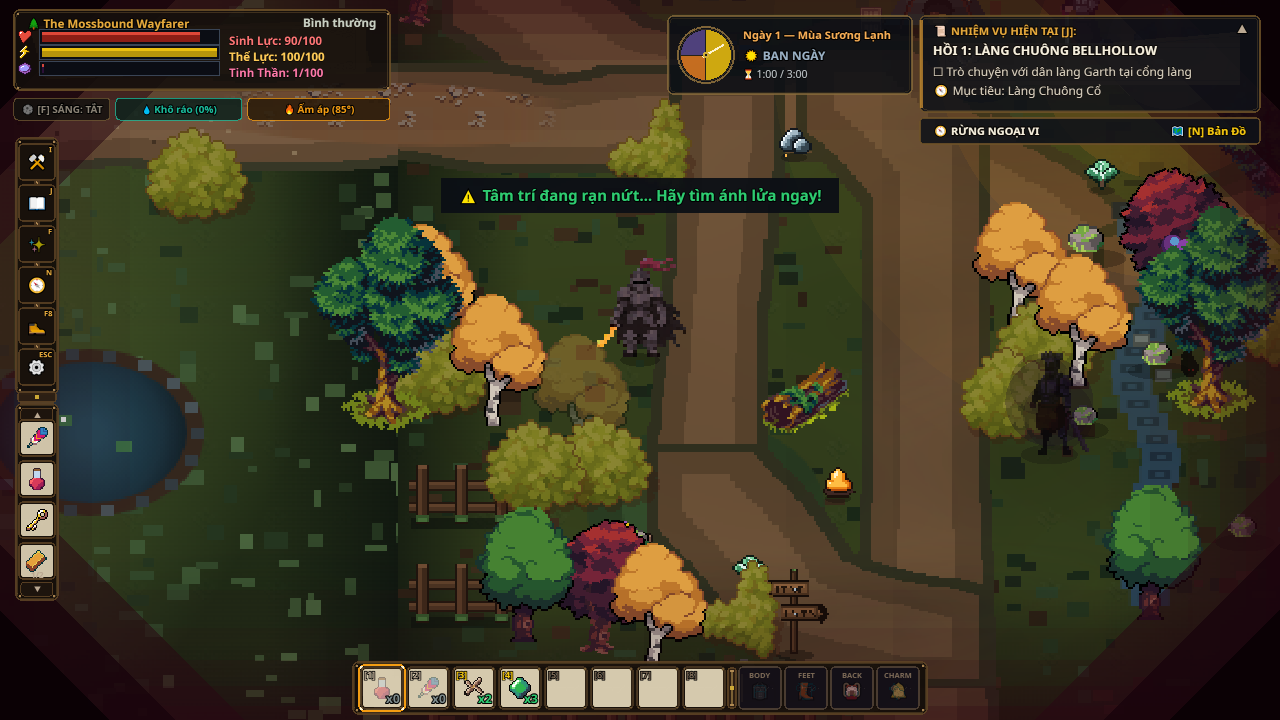 The Mossbound Wayfarer
Bình thường
Sinh Lực: 90/100
Thể Lực: 100/100
Tinh Thần: 1/100
[F] SÁNG: TẮT
Khô ráo (0%)
Ấm áp (85°)
Ngày 1 — Mùa Sương Lạnh
BAN NGÀY
1:00 / 3:00
NHIỆM VỤ HIỆN TẠI [J]:
HỒI 1: LÀNG CHUÔNG BELLHOLLOW
Trò chuyện với dân làng Garth tại cổng làng
Mục tiêu: Làng Chuông Cổ
RỪNG NGOẠI VI
[N] Bản Đồ
Tâm trí đang rạn nứt... Hãy tìm ánh lửa ngay!
I
J
F
N
F8
ESC
[1]
x0
[2]
x0
[3]
x2
[4]
x3
[5]
[6]
[7]
[8]
BODY
FEET
BACK
CHARM